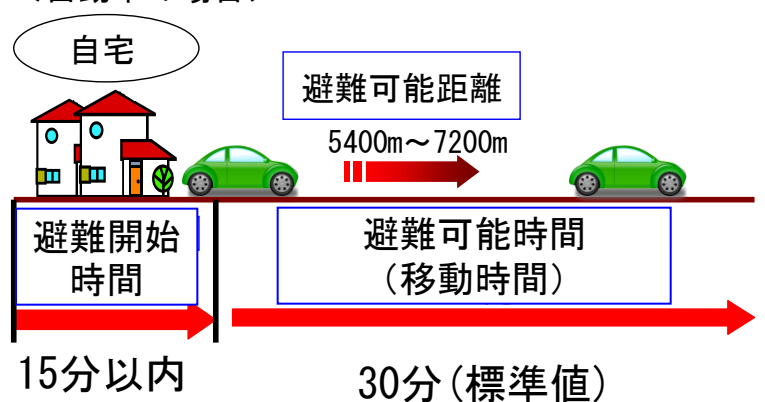 自宅
避難可能距離
5400m～7200m
避難開始
時間
避難可能時間
(移動時間)
15分以内
30分(標準値)